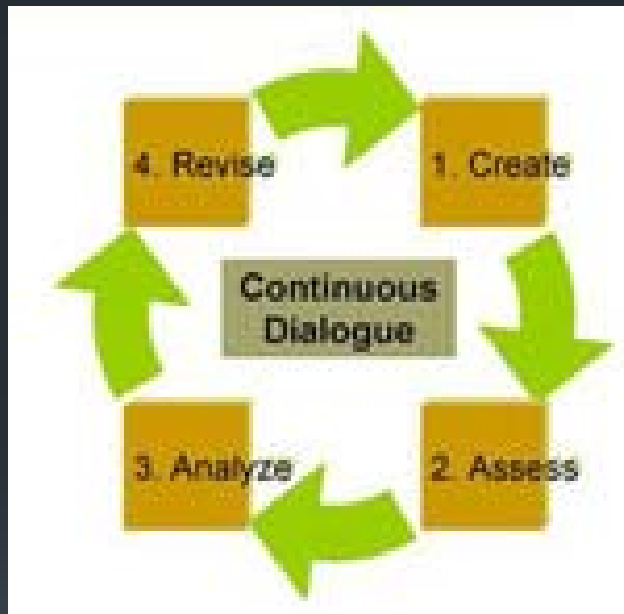 4. Revise
1. Create
Continuous
Dialogue
3. Analyze
2. Assess